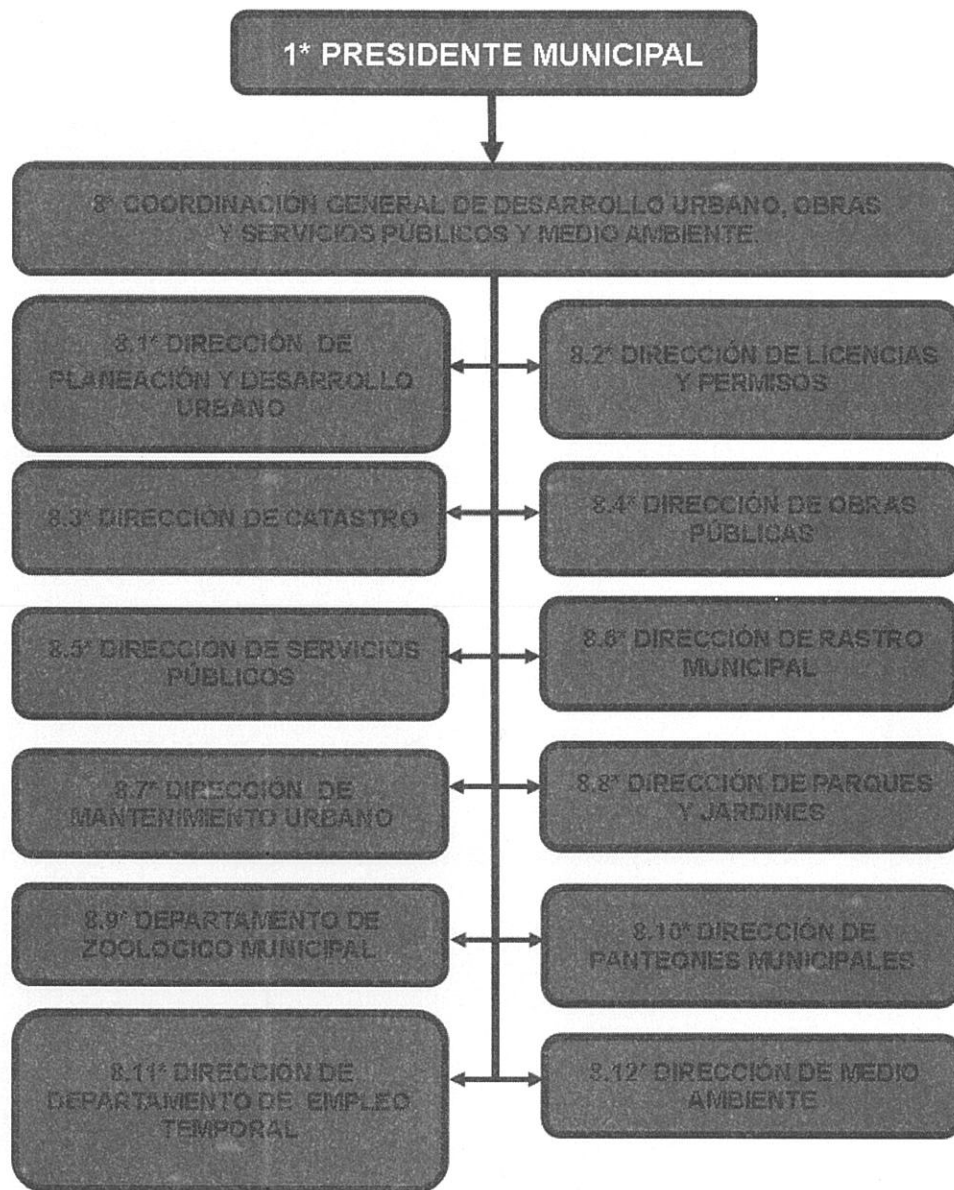 1* PRESIDENTE MUNICIPAL
8* COORDINACIÓN GENERAL DE DESARROLLO URBANO, OBRAS
Y SERVICIOS PÚBLICOS Y MEDIO AMBIENTE.
8.1* DIRECCIÓN DE
PLANEACIÓN Y DESARROLLO
URBANO
8.2* DIRECCIÓN DE LICENCIAS
Y PERMISOS
8.3* DIRECCIÓN DE CATASTRO
8.4* DIRECCIÓN DE OBRAS
PÚBLICAS
8.5* DIRECCIÓN DE SERVICIOS
PÚBLICOS
8.6* DIRECCIÓN DE RASTRO
MUNICIPAL
8.7* DIRECCIÓN DE
MANTENIMIENTO URBANO
8.8* DIRECCIÓN DE PARQUES
Y JARDINES
8.9* DEPARTAMENTO DE
ZOOLOGICO MUNICIPAL
8.10* DIRECCIÓN DE
PANTEONES MUNICIPALES
8.11* DIRECCIÓN DE
DEPARTAMENTO DE EMPLEO
TEMPORAL
8.12* DIRECCIÓN DE MEDIO
AMBIENTE